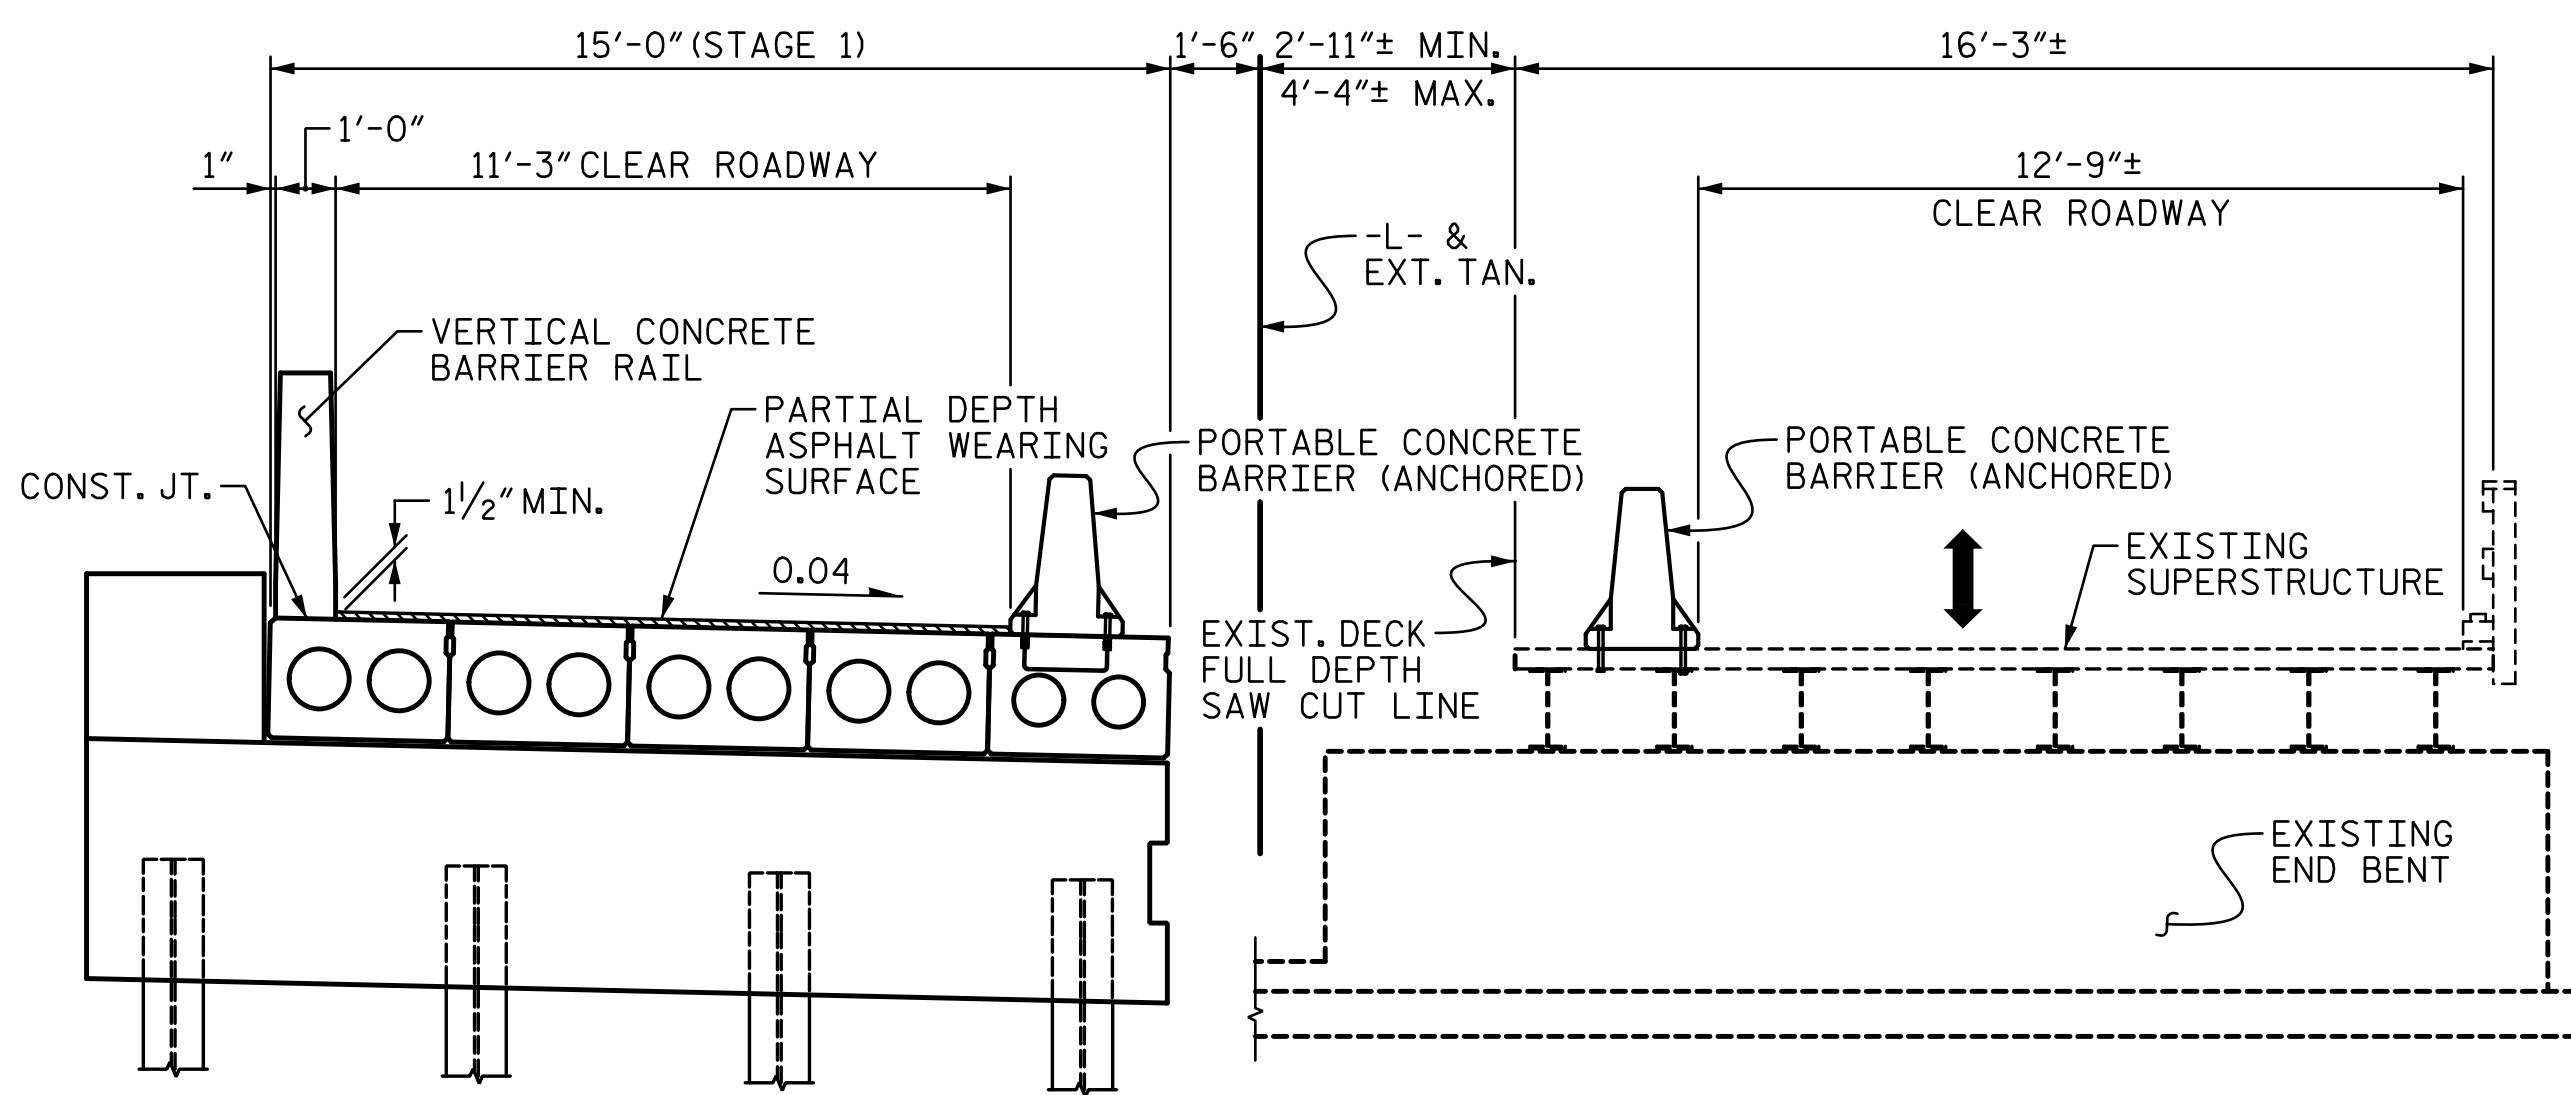 15'-0" (STAGE 1)
1'-6"
2'-11"± MIN.
4'-4"± MAX.
16'-3"±
1'-0"
1"
11'-3" CLEAR ROADWAY
12'-9"±
CLEAR ROADWAY
-L- &
EXT. TAN.
VERTICAL CONCRETE
BARRIER RAIL
PARTIAL DEPTH
ASPHALT WEARING
SURFACE
PORTABLE CONCRETE
BARRIER (ANCHORED)
PORTABLE CONCRETE
BARRIER (ANCHORED)
CONST. JT.
1 1/2" MIN.
0.04
EXISTING
SUPERSTRUCTURE
EXIST. DECK
FULL DEPTH
SAW CUT LINE
EXISTING
END BENT